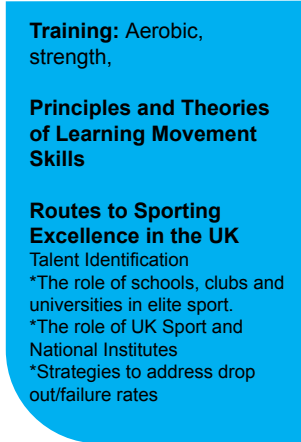 Training: Aerobic,
strength,
Principles and Theories
of Learning Movement
Skills
Routes to Sporting
Excellence in the UK
Talent Identification
*The role of schools, clubs and
universities in elite sport.
*The role of UK Sport and
National Institutes
*Strategies to address drop
out/failure rates